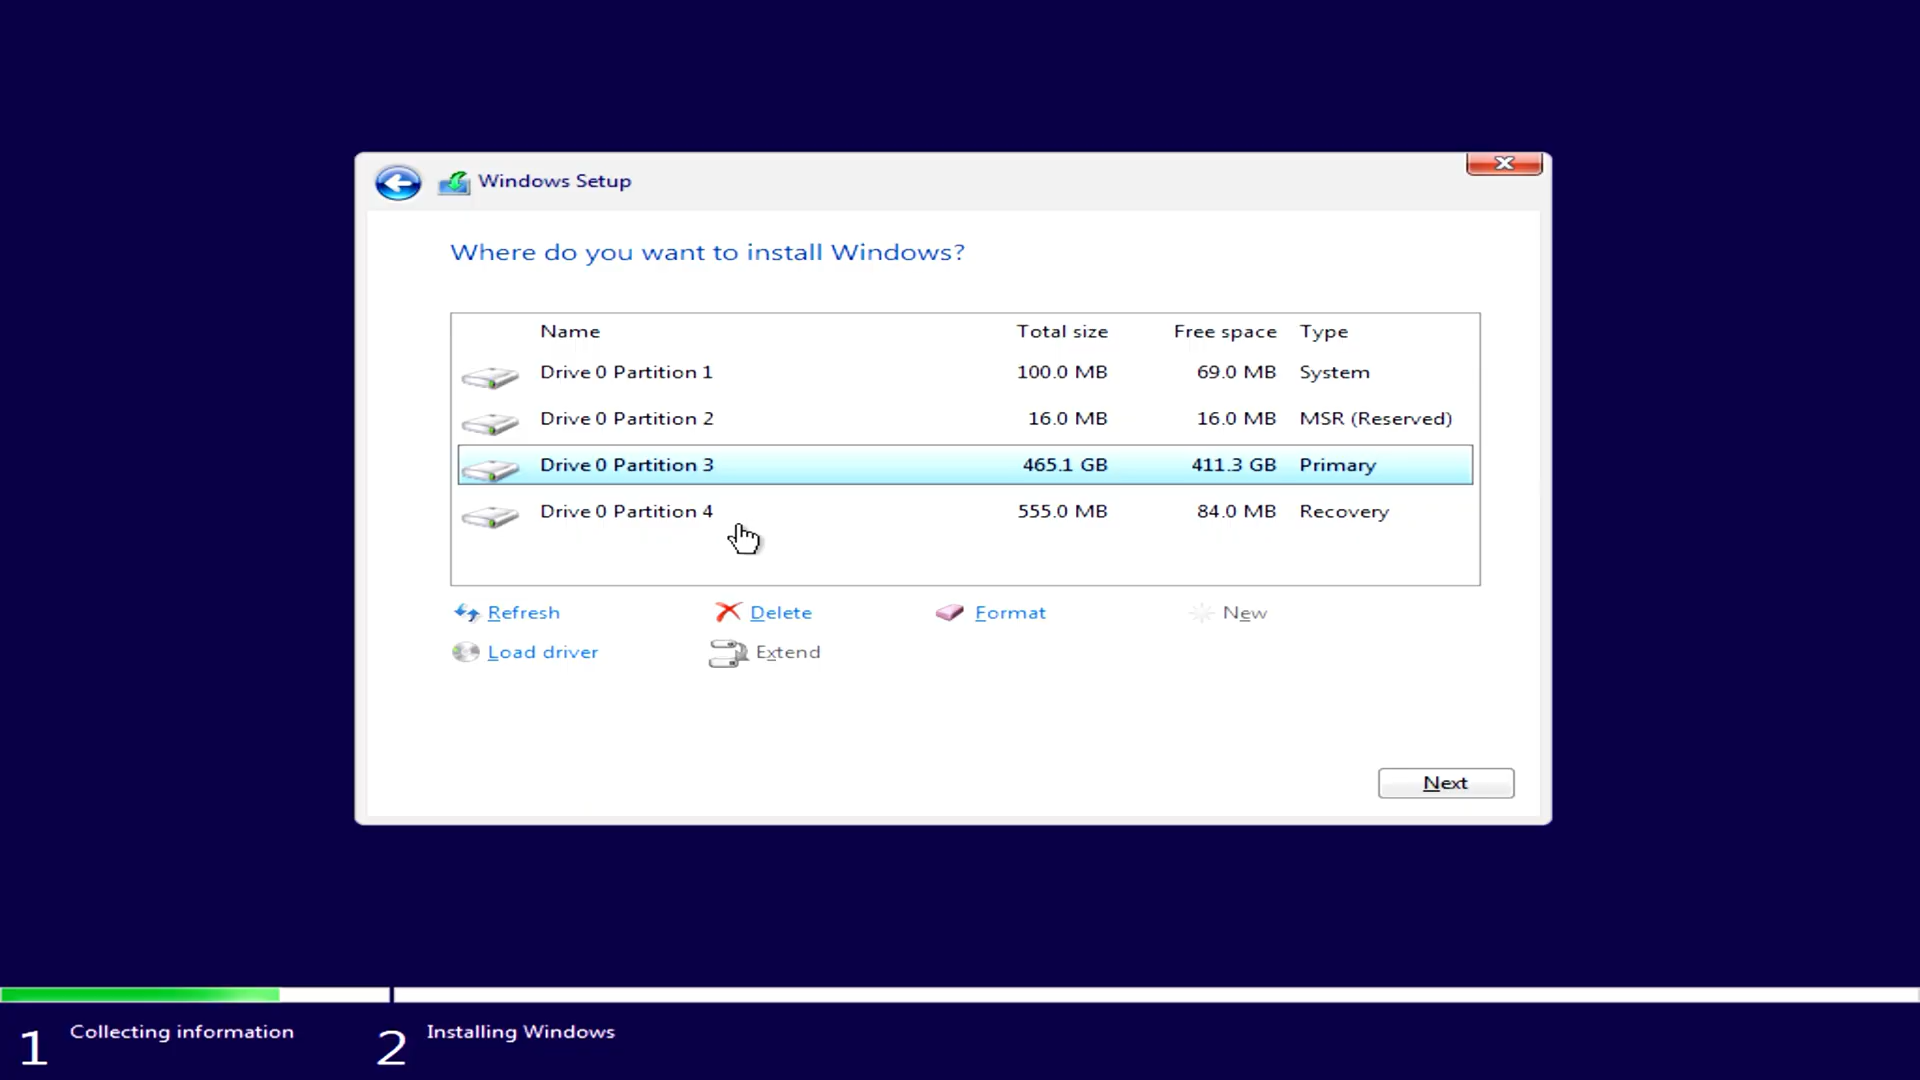 Windows Setup
Where do you want to install Windows?
Name Total size Free space Type
Drive 0 Partition 1 100.0 MB 69.0 MB System
Drive 0 Partition 2 16.0 MB 16.0 MB MSR (Reserved)
Drive 0 Partition 3 465.1 GB 411.3 GB Primary
Drive 0 Partition 4 555.0 MB 84.0 MB Recovery
Refresh Delete Format New
Load driver Extend
Next
1 Collecting information 2 Installing Windows